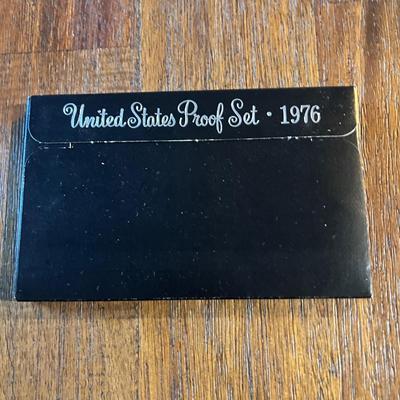 United States Proof Set · 1976